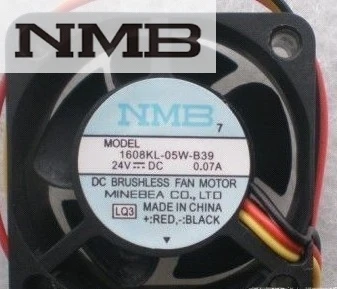 NMB
NMB 7
MODEL
1608KL-05W-B39
24V⎓DC 0.07A
DC BRUSHLESS FAN MOTOR
MINEBEA CO., LTD
LQ3 MADE IN CHINA
+:RED,-:BLACK